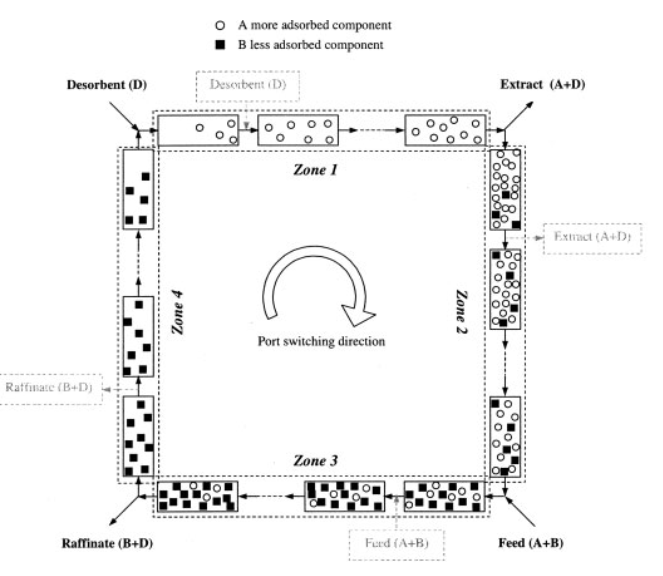 A more adsorbed component
B less adsorbed component
Desorbent (D)
Desorbent (D)
Extract (A+D)
Zone 1
Extract (A+D)
Zone 4
Zone 2
Port switching direction
Raffinate (B+D)
Zone 3
Raffinate (B+D)
Feed (A+B)
Feed (A+B)